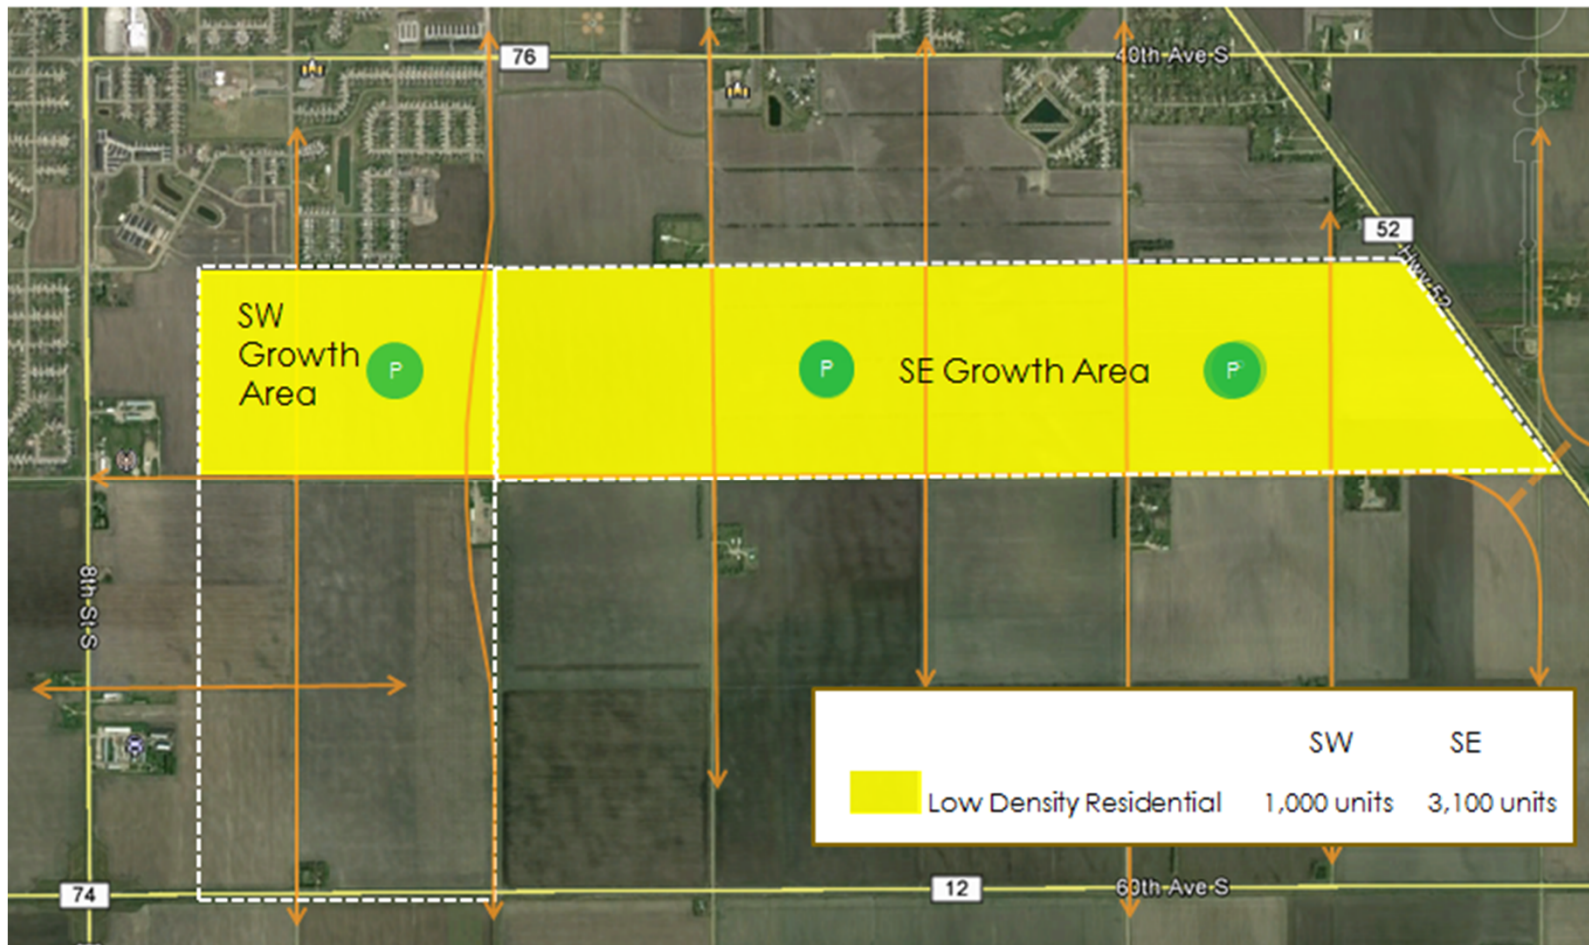 76
40th Ave S
52
Hwy 52
SW
Growth
Area
P
P
SE Growth Area
P
8th St S
SW SE
Low Density Residential 1,000 units 3,100 units
74
12
60th Ave S